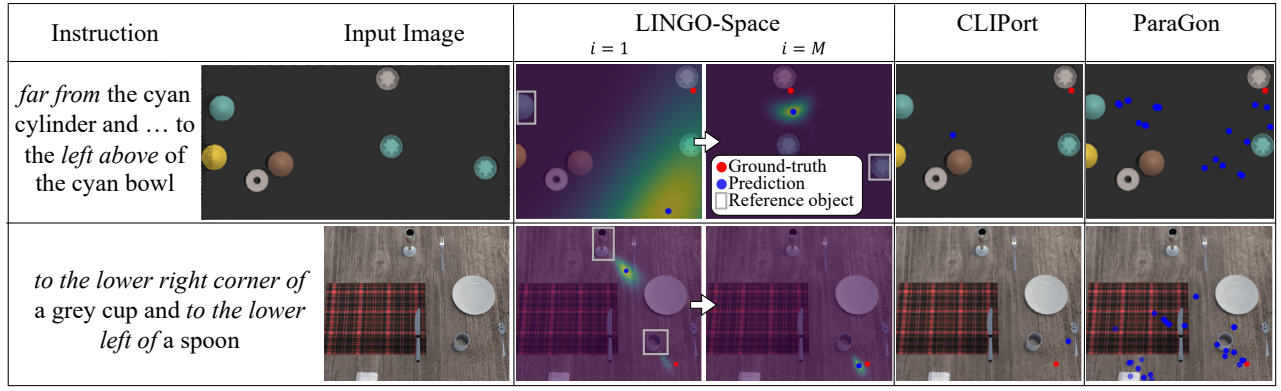 Instruction
Input Image
LINGO-Space
i = 1
i = M
CLIPort
ParaGon
far from the cyan
cylinder and … to
the left above of
the cyan bowl
Ground-truth
Prediction
Reference object
to the lower right corner of
a grey cup and to the lower
left of a spoon